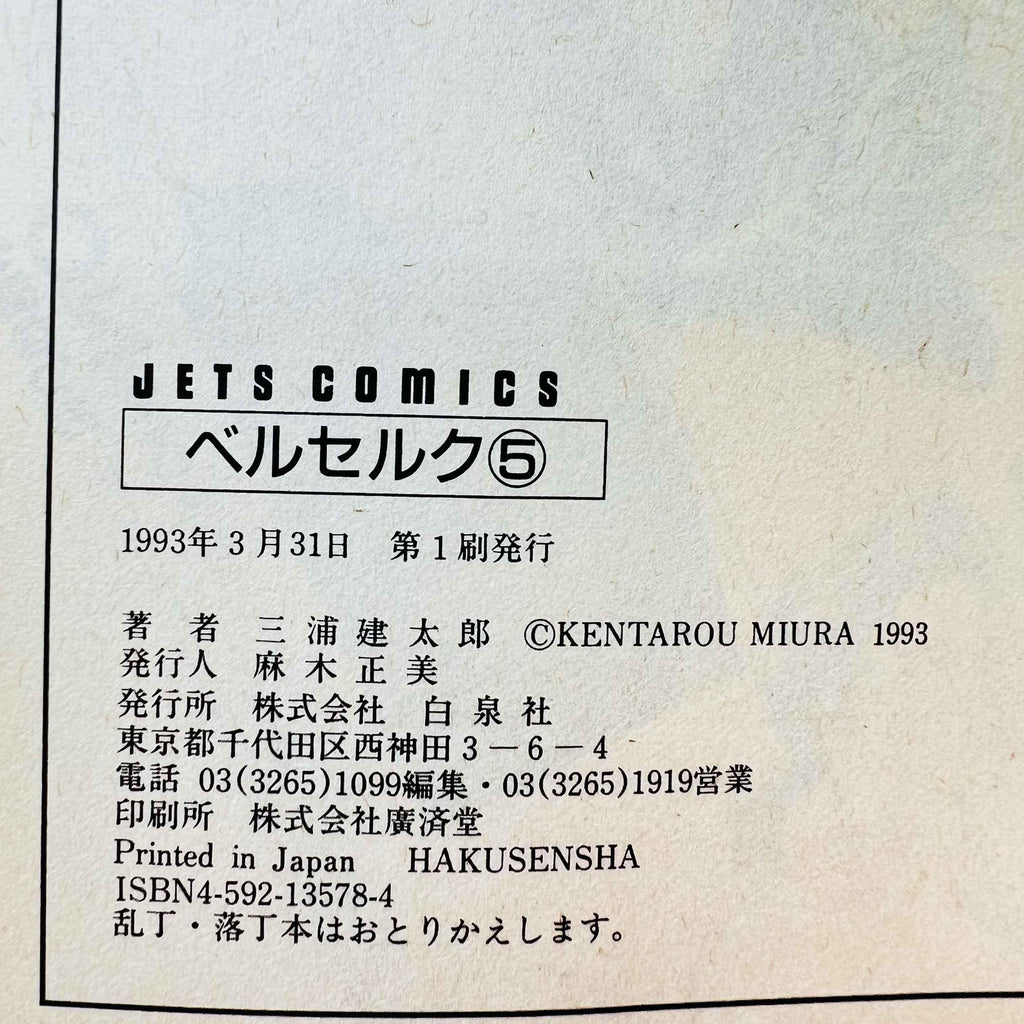 JETS COMICS
ベルセルク⑤
1993年3月31日　第1刷発行
著　者　三浦建太郎　©KENTAROU MIURA 1993
発行人　麻木正美
発行所　株式会社　白泉社
東京都千代田区西神田3－6－4
電話 03(3265)1099編集・03(3265)1919営業
印刷所　株式会社廣済堂
Printed in Japan　HAKUSENSHA
ISBN4-592-13578-4
乱丁・落丁本はおとりかえします。